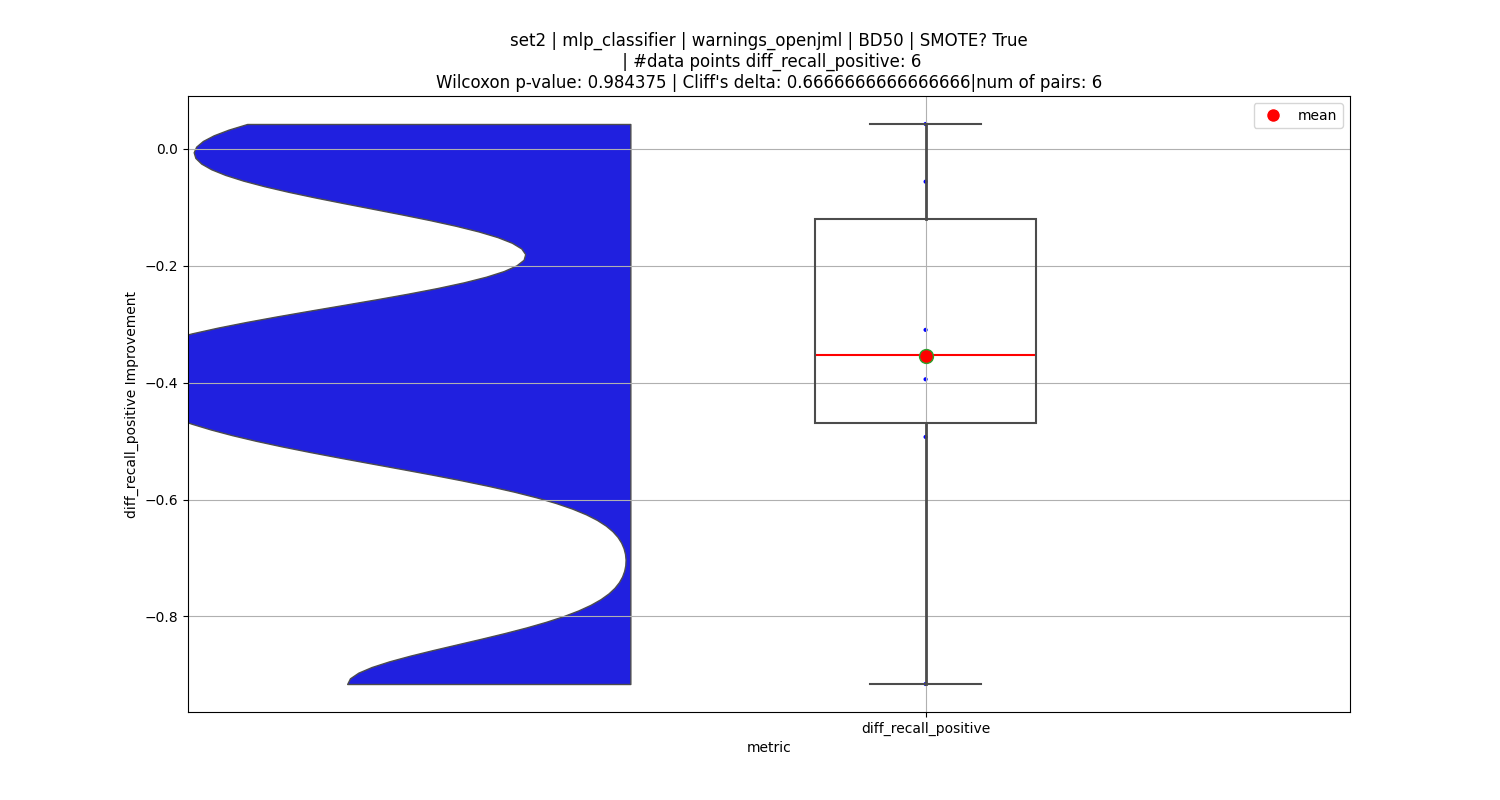 set2 | mlp_classifier | warnings_openjml | BD50 | SMOTE? True
| #data points diff_recall_positive: 6
Wilcoxon p-value: 0.984375 | Cliff's delta: 0.6666666666666666|num of pairs: 6
mean
0.0
−0.2
−0.4
−0.6
−0.8
diff_recall_positive Improvement
diff_recall_positive
metric